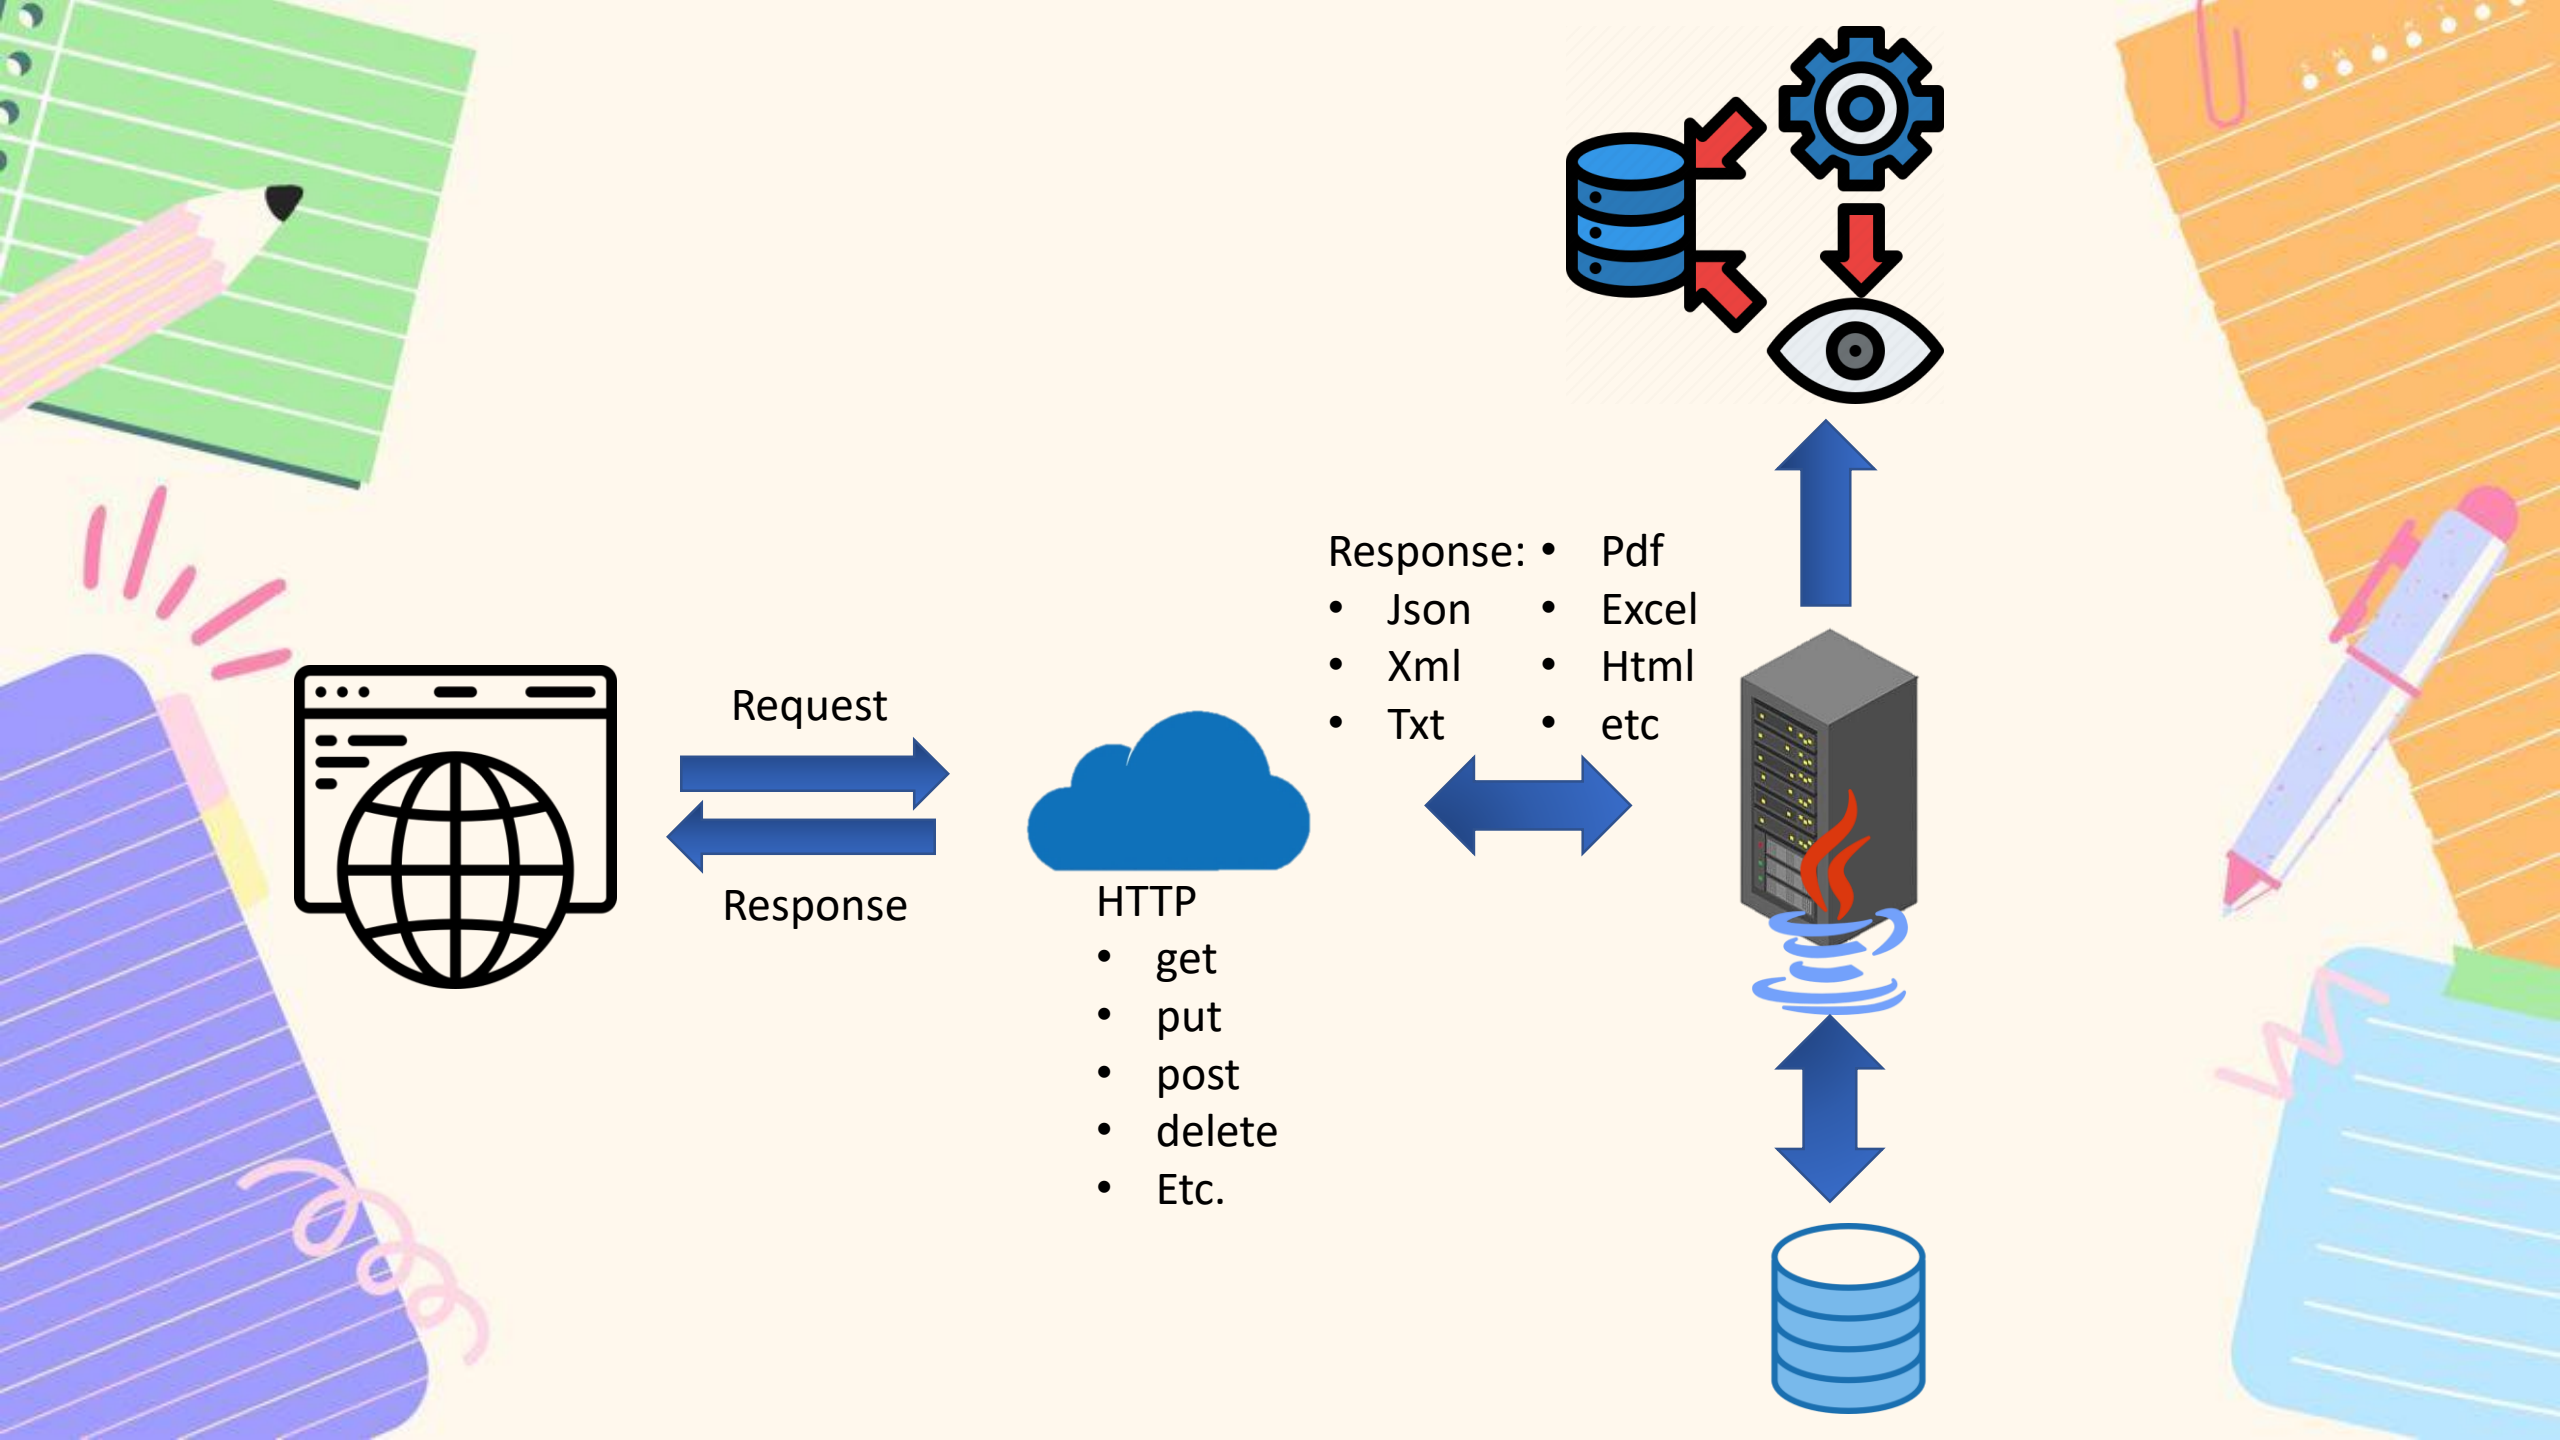 Request
Response
HTTP
• get
• put
• post
• delete
• Etc.
Response:
• Json
• Xml
• Txt
• Pdf
• Excel
• Html
• etc